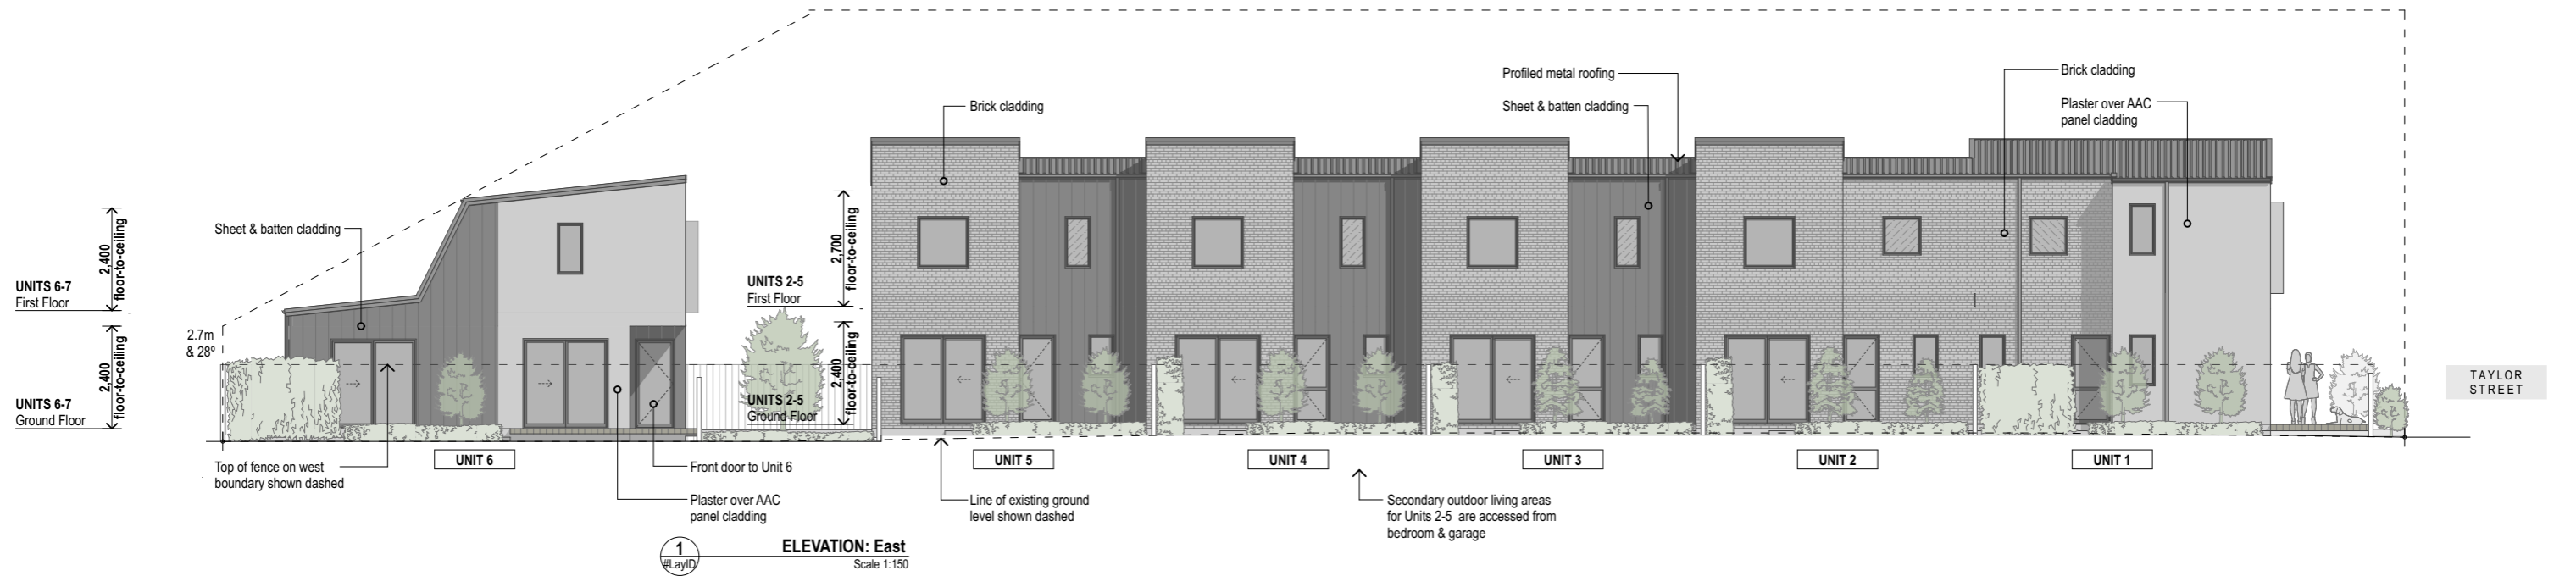 Profiled metal roofing
Brick cladding
Brick cladding
Sheet & batten cladding
Plaster over AAC
panel cladding
2,400
floor-to-ceiling
2,700
floor-to-ceiling
Sheet & batten cladding
UNITS 6-7
First Floor
UNITS 2-5
First Floor
2.7m
& 28º
2,400
floor-to-ceiling
2,400
floor-to-ceiling
UNITS 6-7
Ground Floor
UNITS 2-5
Ground Floor
TAYLOR
STREET
UNIT 6
UNIT 5
UNIT 4
UNIT 3
UNIT 2
UNIT 1
Top of fence on west
boundary shown dashed
Front door to Unit 6
Plaster over AAC
panel cladding
Line of existing ground
level shown dashed
Secondary outdoor living areas
for Units 2-5 are accessed from
bedroom & garage
1
#LayID
ELEVATION: East
Scale 1:150